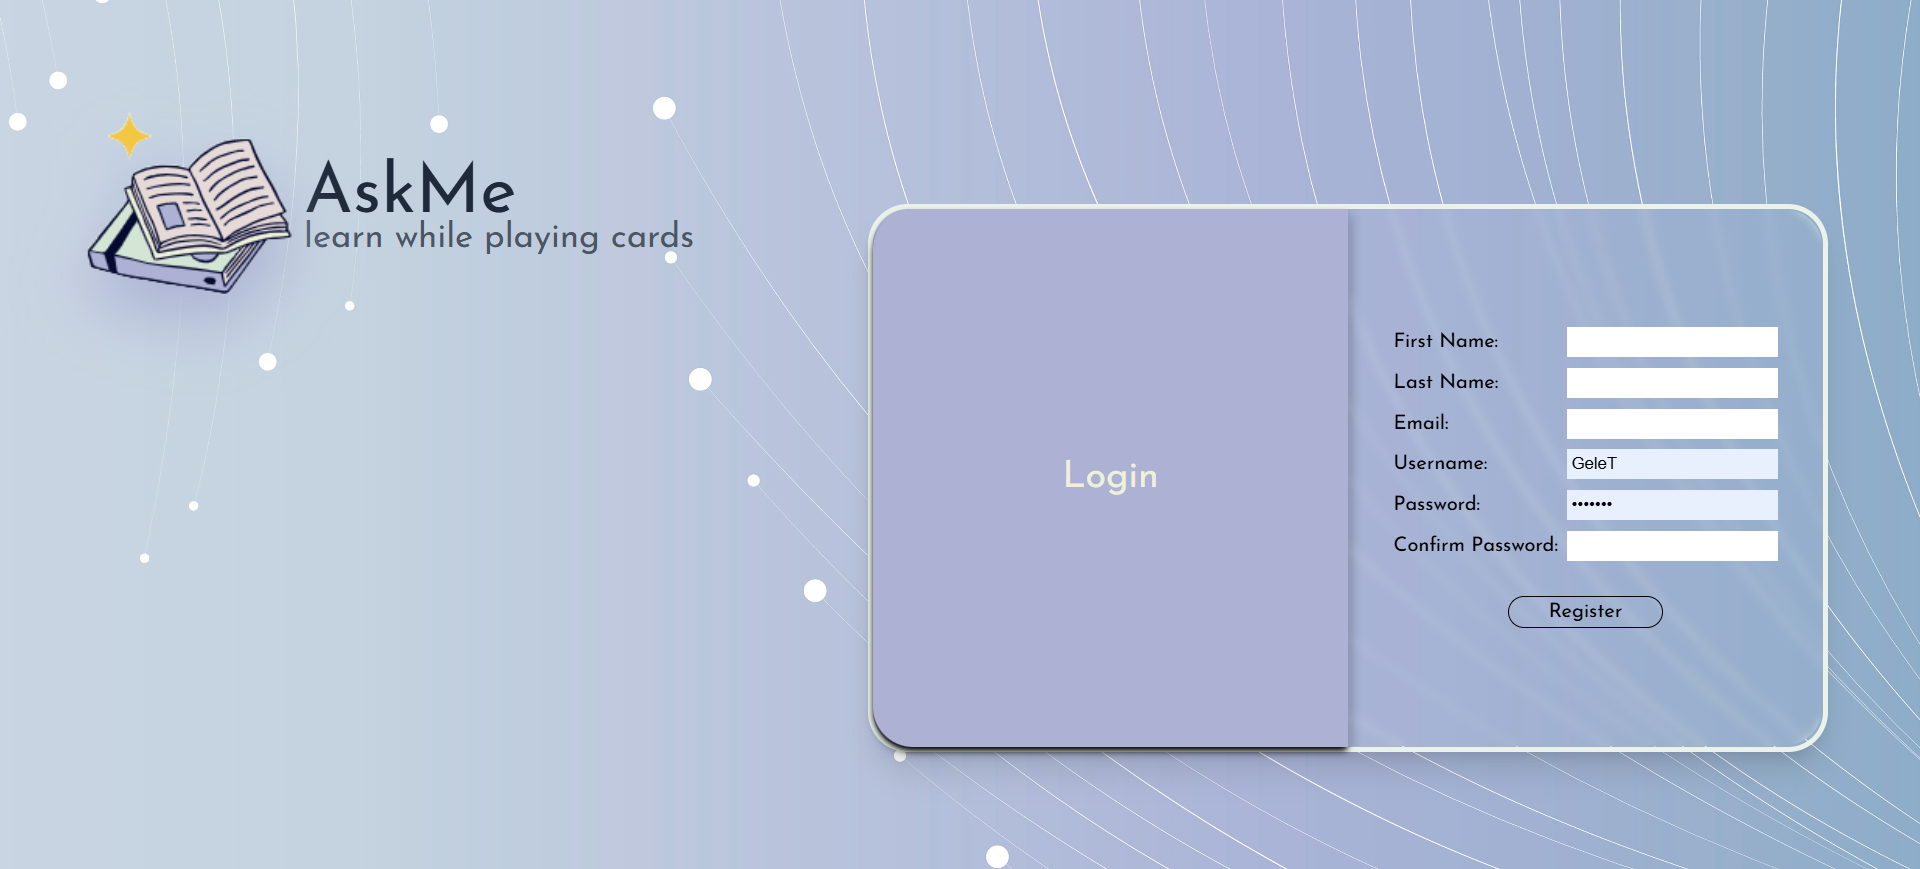 AskMe
learn while playing cards
Login
First Name:
Last Name:
Email:
Username: GeleT
Password: •••••••
Confirm Password:
Register